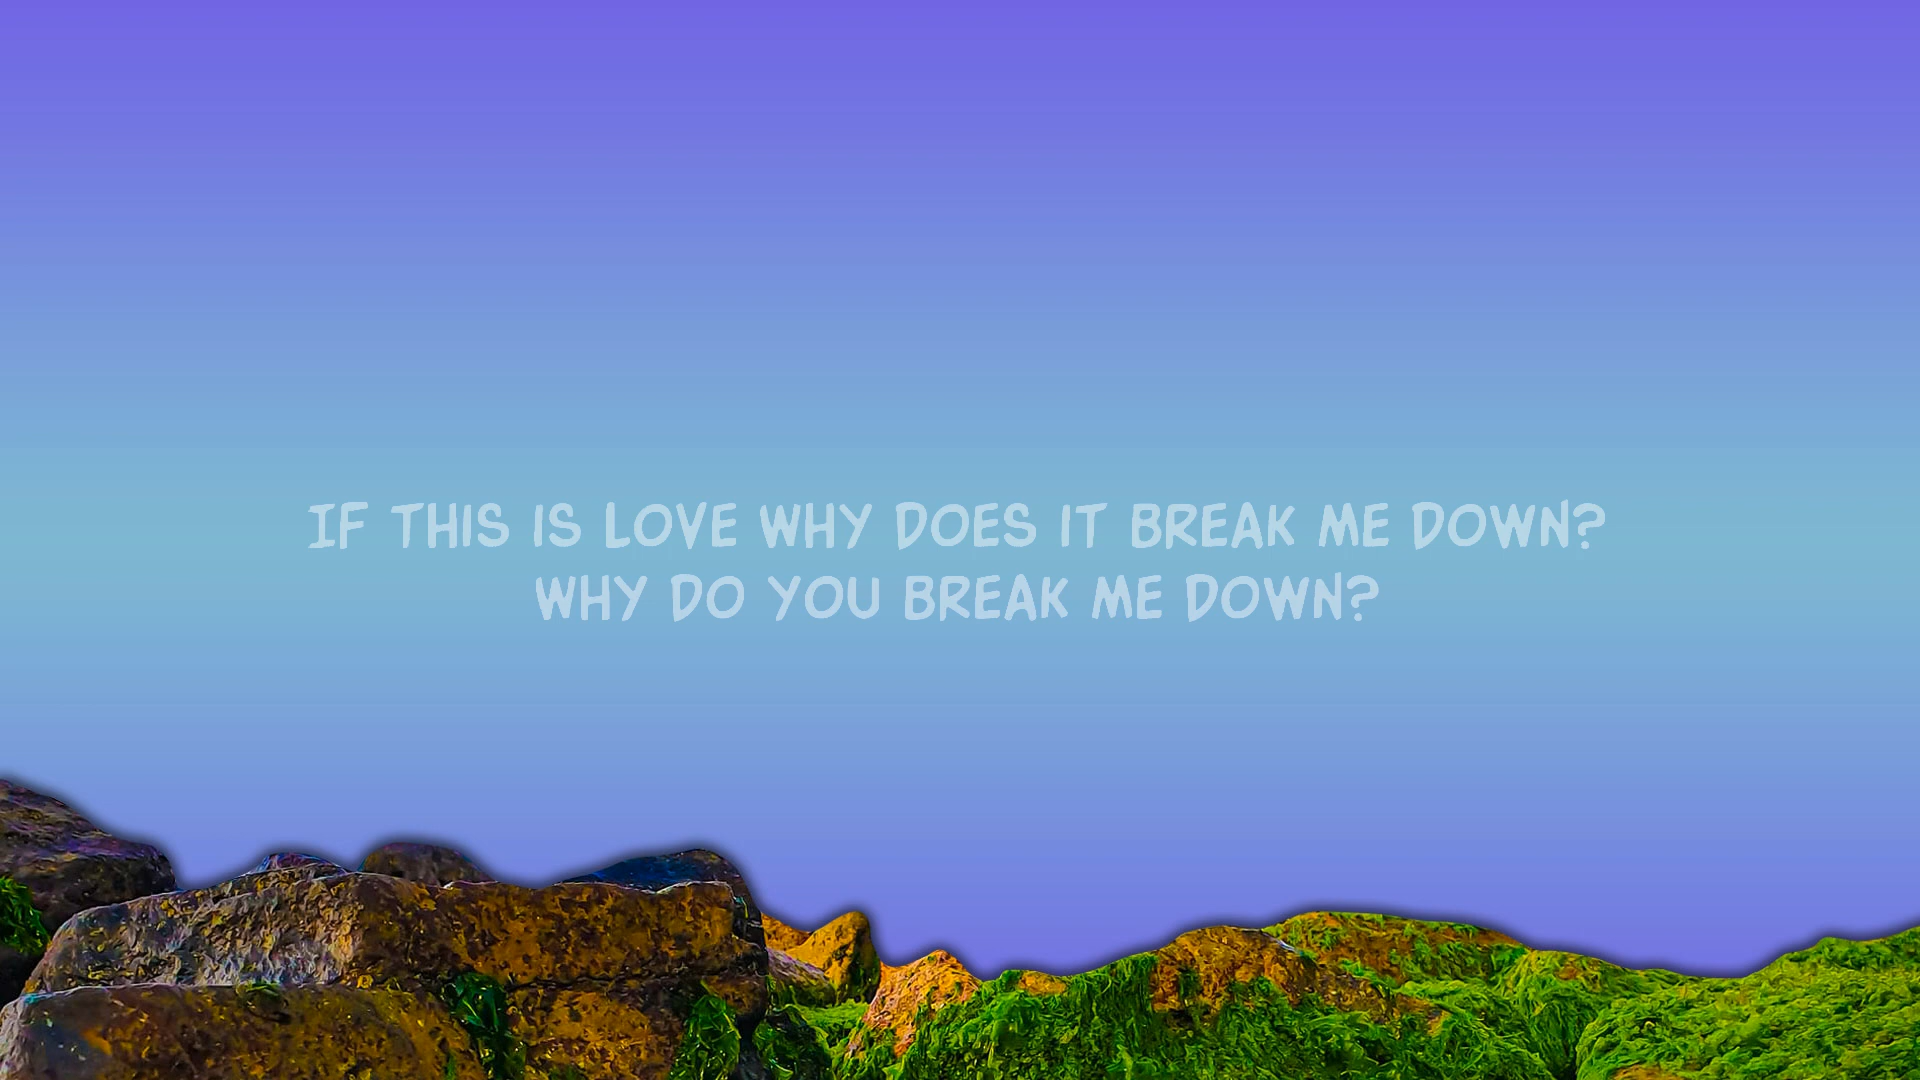 IF THIS IS LOVE WHY DOES IT BREAK ME DOWN?
WHY DO YOU BREAK ME DOWN?